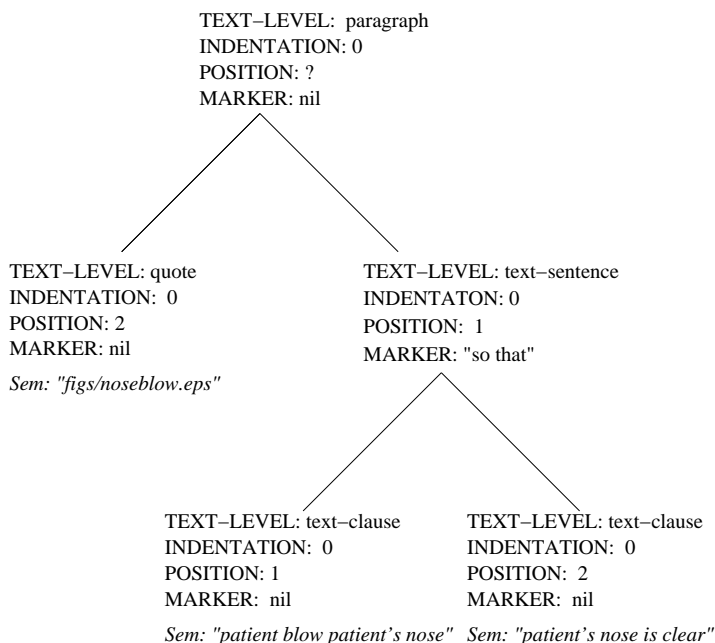 TEXT−LEVEL:  paragraph
INDENTATION: 0
POSITION: ?
MARKER: nil
TEXT−LEVEL: quote
INDENTATION:  0
POSITION: 2
MARKER: nil
Sem: "figs/noseblow.eps"
TEXT−LEVEL: text−sentence
INDENTATON: 0
POSITION:  1
MARKER: "so that"
TEXT−LEVEL: text−clause
INDENTATION:  0
POSITION: 1
MARKER:  nil
Sem: "patient blow patient's nose"
TEXT−LEVEL: text−clause
INDENTATION:  0
POSITION:  2
MARKER:  nil
Sem: "patient's nose is clear"